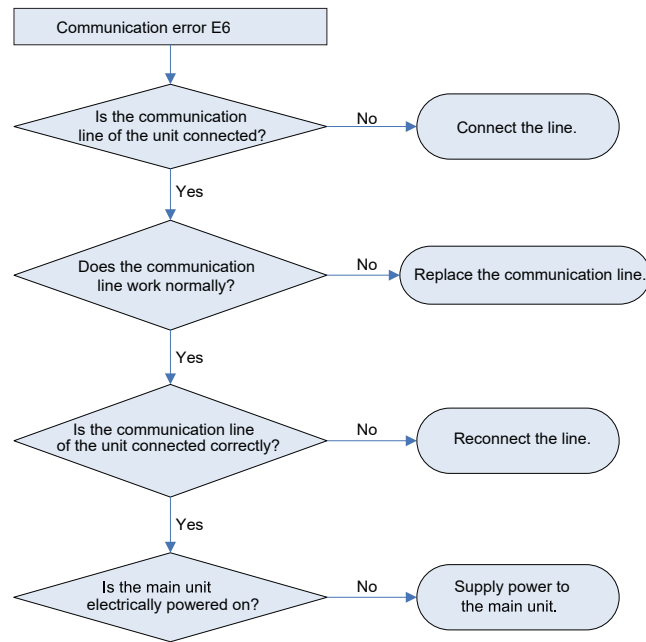 Communication error E6
Is the communication
line of the unit connected?
No
Connect the line.
Yes
Does the communication
line work normally?
No
Replace the communication line.
Yes
Is the communication line
of the unit connected correctly?
No
Reconnect the line.
Yes
Is the main unit
electrically powered on?
No
Supply power to
the main unit.